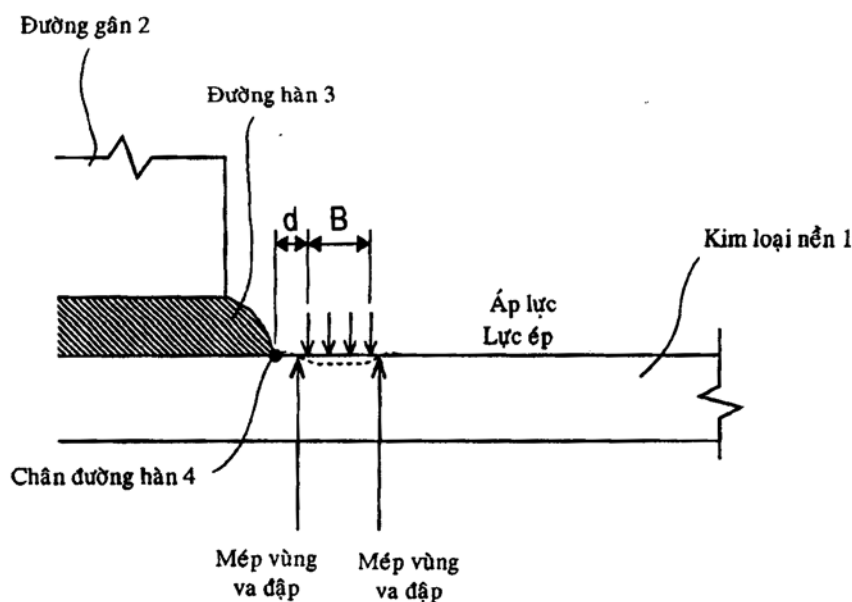 Đường gân 2
Đường hàn 3
d
B
Kim loại nền 1
Áp lực
Lực ép
Chân đường hàn 4
Mép vùng
va đập
Mép vùng
va đập